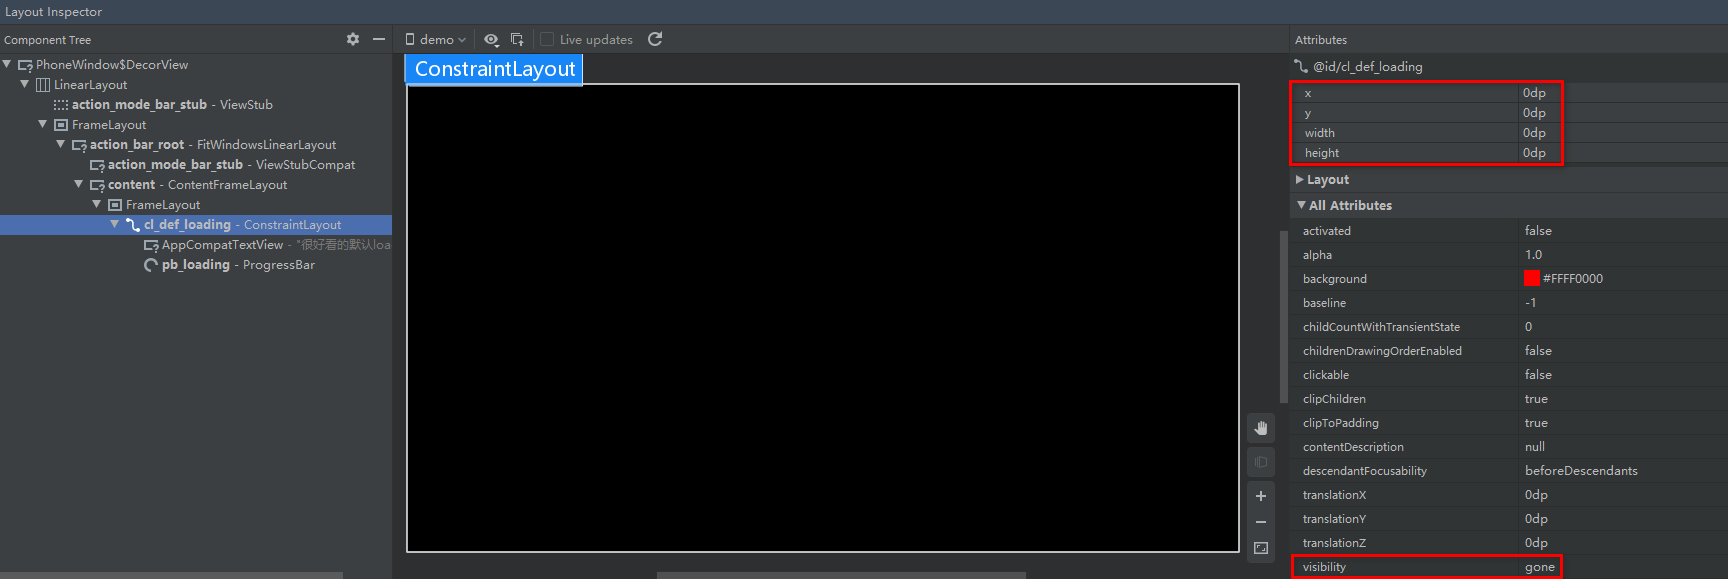 Layout Inspector
Component Tree
demo
Live updates
Attributes
PhoneWindow$DecorView
LinearLayout
action_mode_bar_stub - ViewStub
FrameLayout
action_bar_root - FitWindowsLinearLayout
action_mode_bar_stub - ViewStubCompat
content - ContentFrameLayout
FrameLayout
cl_def_loading - ConstraintLayout
AppCompatTextView - "很好看的默认loa
pb_loading - ProgressBar
ConstraintLayout
@id/cl_def_loading
x 0dp
y 0dp
width 0dp
height 0dp
Layout
All Attributes
activated false
alpha 1.0
background #FFFF0000
baseline -1
childCountWithTransientState 0
childrenDrawingOrderEnabled false
clickable false
clipChildren true
clipToPadding true
contentDescription null
descendantFocusability beforeDescendants
translationX 0dp
translationY 0dp
translationZ 0dp
visibility gone